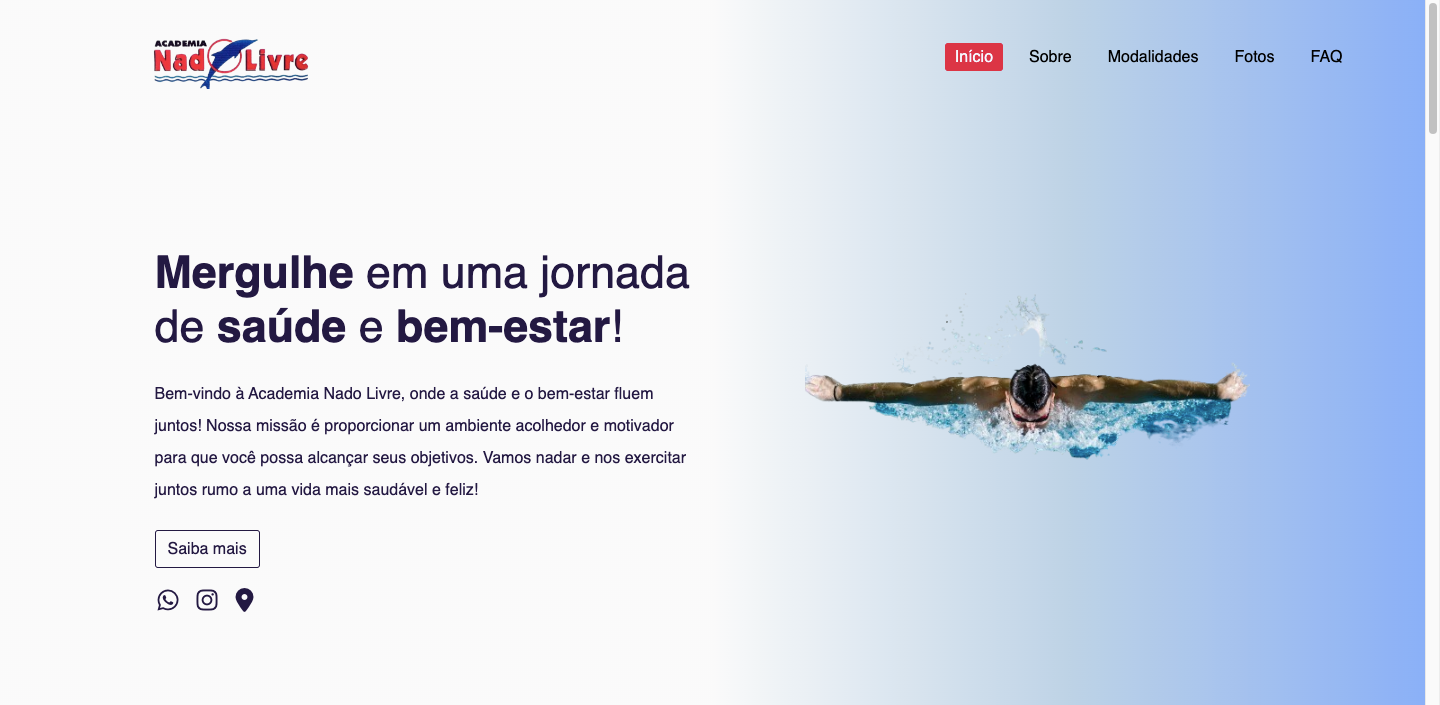 ACADEMIA
Nado Livre
Início
Sobre
Modalidades
Fotos
FAQ
Mergulhe em uma jornada
de saúde e bem-estar!
Bem-vindo à Academia Nado Livre, onde a saúde e o bem-estar fluem
juntos! Nossa missão é proporcionar um ambiente acolhedor e motivador
para que você possa alcançar seus objetivos. Vamos nadar e nos exercitar
juntos rumo a uma vida mais saudável e feliz!
Saiba mais